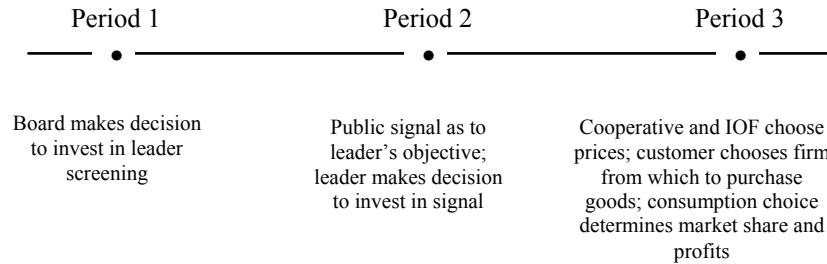 Period 1
Period 2
Period 3
Board makes decision
to invest in leader
screening
Public signal as to
leader’s objective;
leader makes decision
to invest in signal
Cooperative and IOF choose
prices; customer chooses firm
from which to purchase
goods; consumption choice
determines market share and
profits